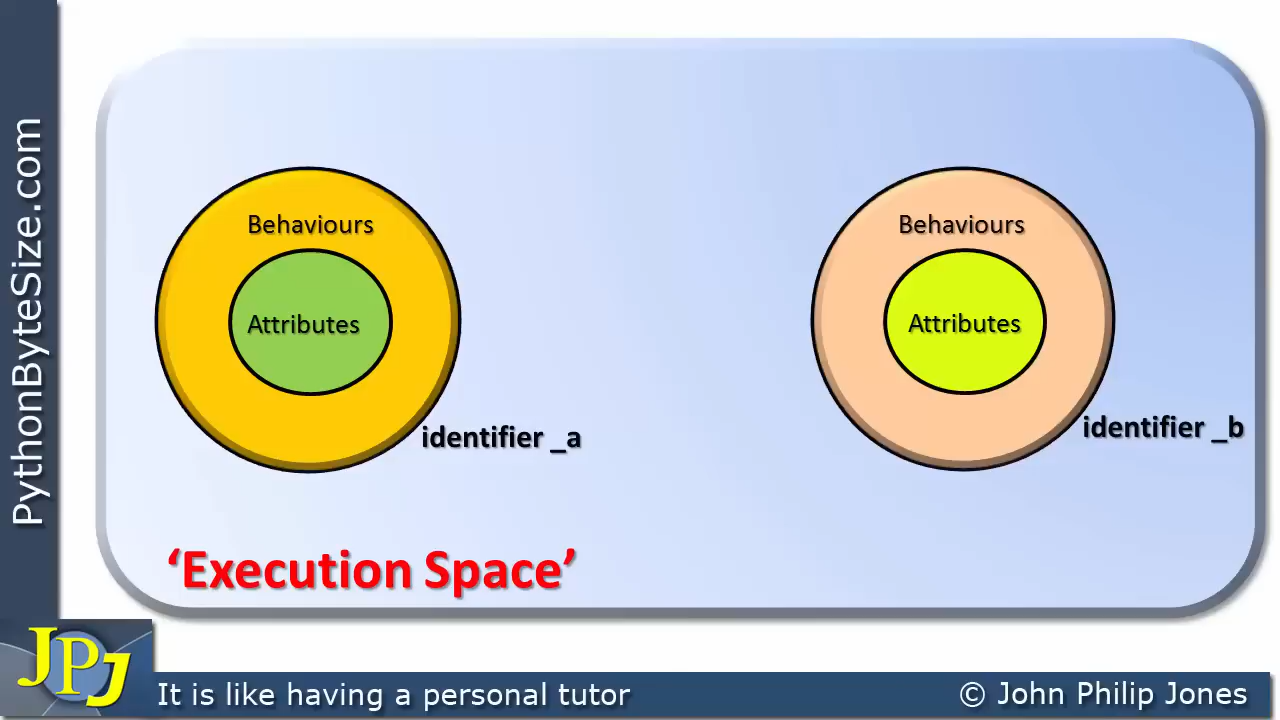 PythonByteSize.com
Behaviours
Attributes
identifier _a
Behaviours
Attributes
identifier _b
‘Execution Space’
JPJ
It is like having a personal tutor
© John Philip Jones